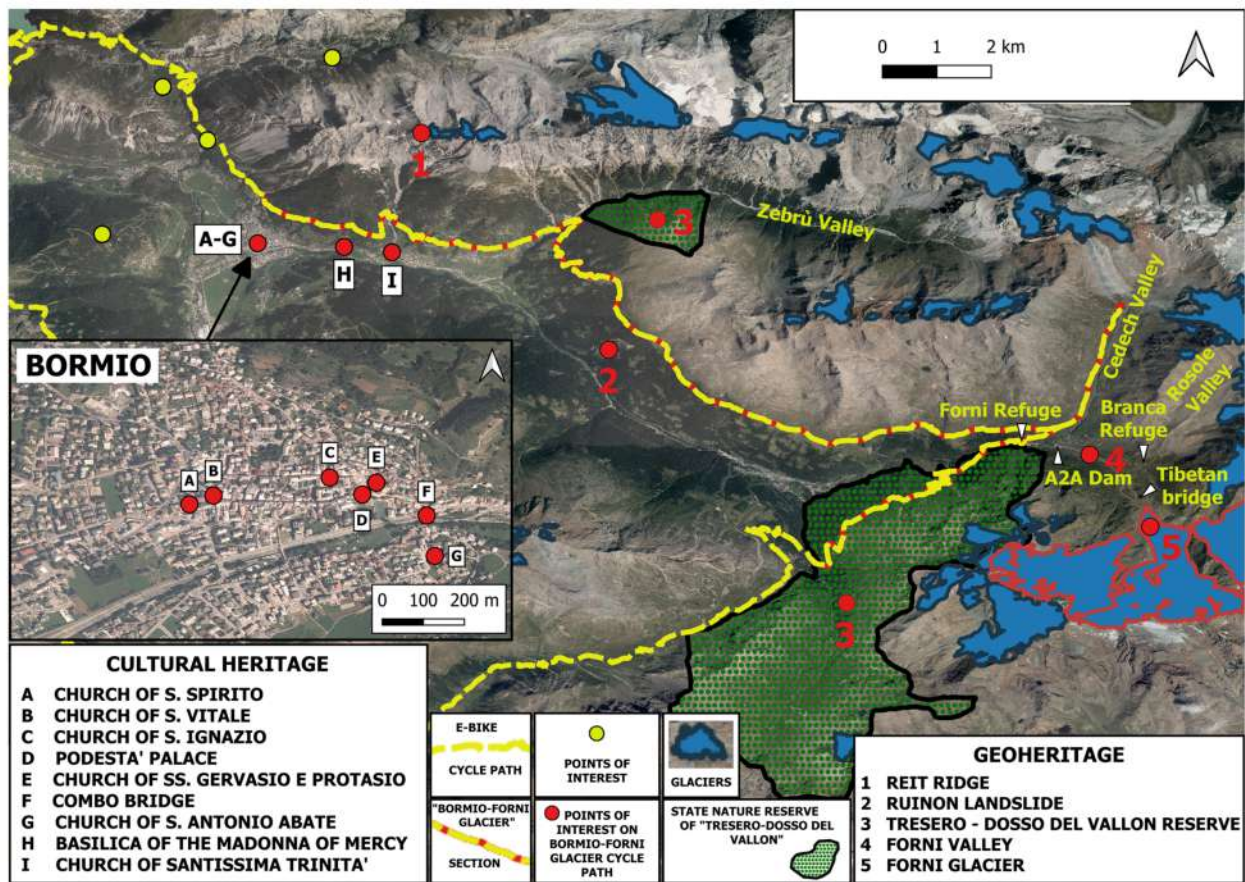 0 1 2 km
1
3
Zebrù Valley
A-G
H
I
2
Cedech Valley
Rosole
Valley
Forni Refuge
Branca
Refuge
4
A2A Dam
Tibetan
bridge
5
3
BORMIO
A
B
C
E
D
F
G
0 100 200 m
CULTURAL HERITAGE
A CHURCH OF S. SPIRITO
B CHURCH OF S. VITALE
C CHURCH OF S. IGNAZIO
D PODESTA' PALACE
E CHURCH OF SS. GERVASIO E PROTASIO
F COMBO BRIDGE
G CHURCH OF S. ANTONIO ABATE
H BASILICA OF THE MADONNA OF MERCY
I CHURCH OF SANTISSIMA TRINITA'
E-BIKE
CYCLE PATH
POINTS OF
INTEREST
GLACIERS
"BORMIO-FORNI
GLACIER"
SECTION
POINTS OF
INTEREST ON
BORMIO-FORNI
GLACIER CYCLE
PATH
STATE NATURE RESERVE
OF "TRESERO-DOSSO DEL
VALLON"
GEOHERITAGE
1 REIT RIDGE
2 RUINON LANDSLIDE
3 TRESERO - DOSSO DEL VALLON RESERVE
4 FORNI VALLEY
5 FORNI GLACIER